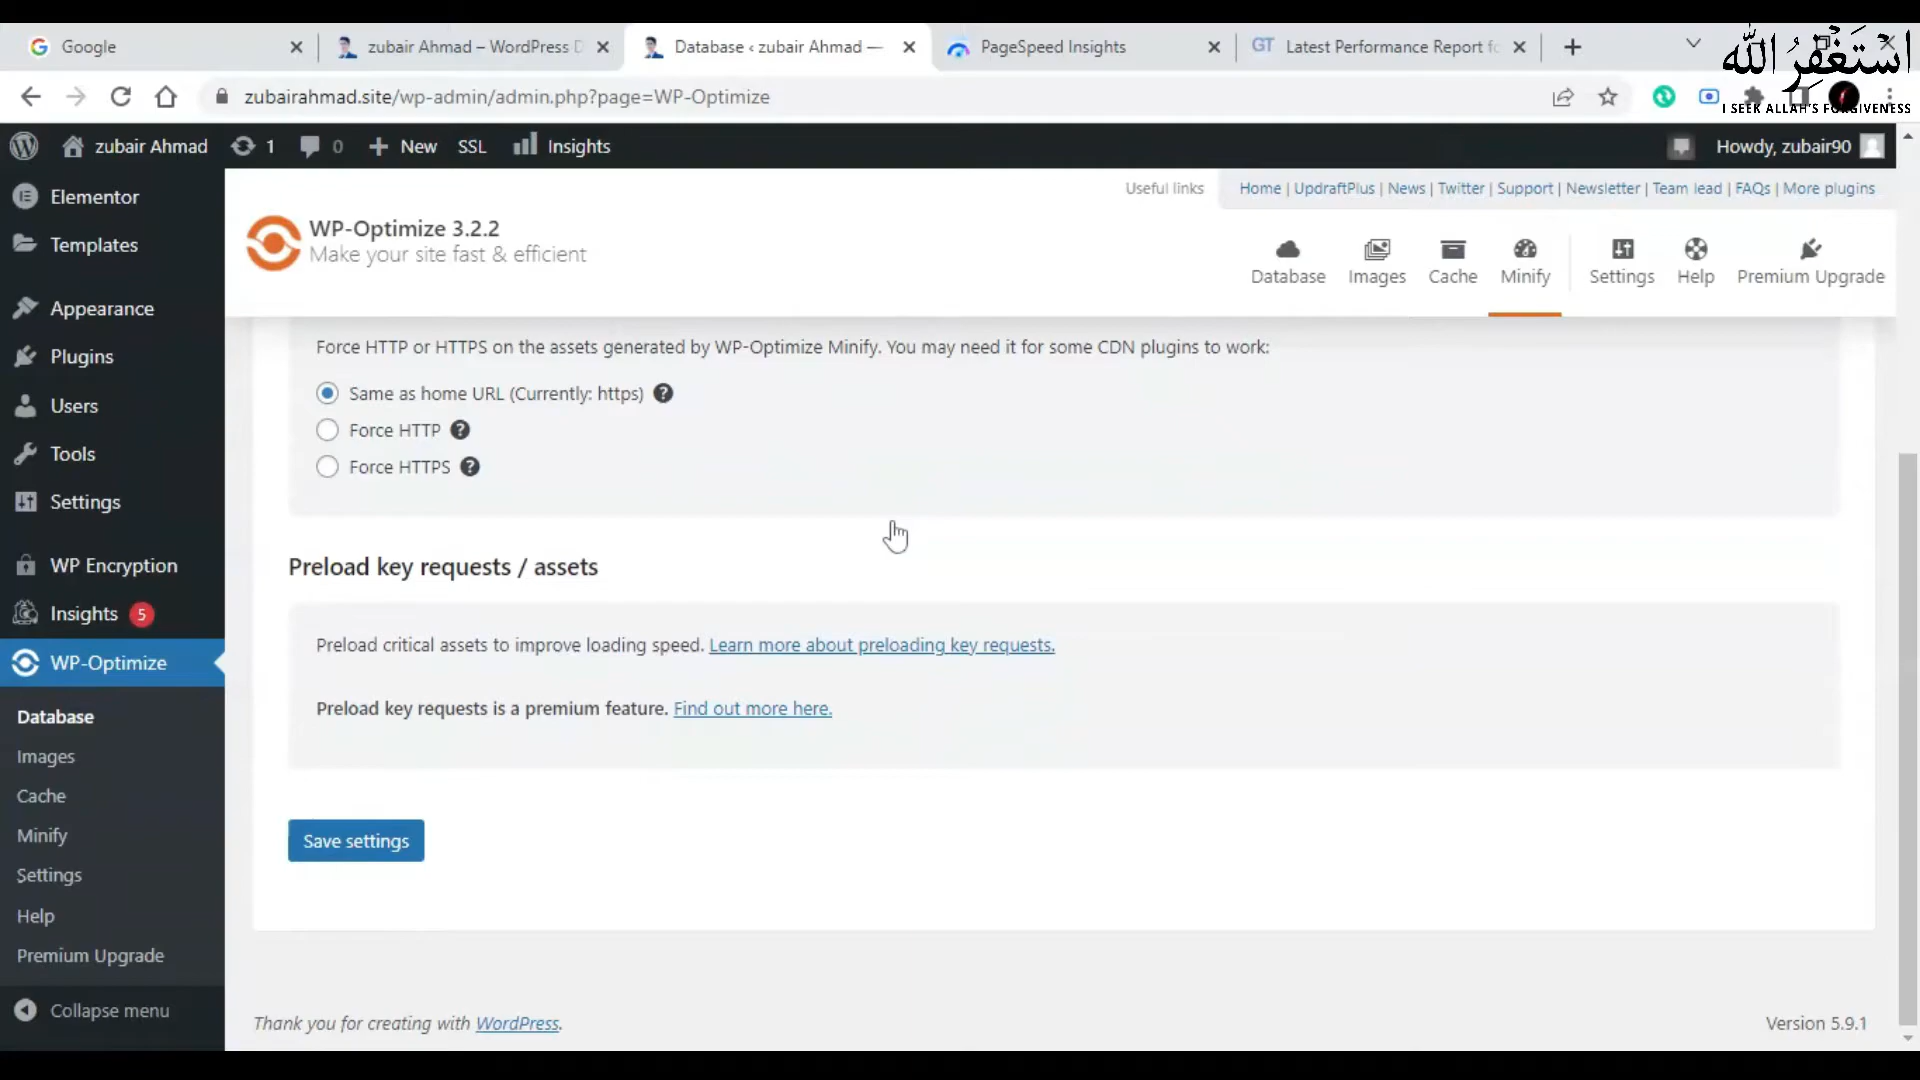 Google
zubair Ahmad – WordPress D
Database ‹ zubair Ahmad —
PageSpeed Insights
GT Latest Performance Report fo
أستغفر الله
I SEEK ALLAH'S FORGIVENESS
zubairahmad.site/wp-admin/admin.php?page=WP-Optimize
zubair Ahmad 1 0 New SSL Insights
Howdy, zubair90
Elementor
Templates
Appearance
Plugins
Users
Tools
Settings
WP Encryption
Insights 5
WP-Optimize
Database
Images
Cache
Minify
Settings
Help
Premium Upgrade
Collapse menu
Useful links
Home | UpdraftPlus | News | Twitter | Support | Newsletter | Team lead | FAQs | More plugins
WP-Optimize 3.2.2
Make your site fast & efficient
Database Images Cache Minify Settings Help Premium Upgrade
Force HTTP or HTTPS on the assets generated by WP-Optimize Minify. You may need it for some CDN plugins to work:
Same as home URL (Currently: https) ?
Force HTTP ?
Force HTTPS ?
Preload key requests / assets
Preload critical assets to improve loading speed. Learn more about preloading key requests.
Preload key requests is a premium feature. Find out more here.
Save settings
Thank you for creating with WordPress.
Version 5.9.1